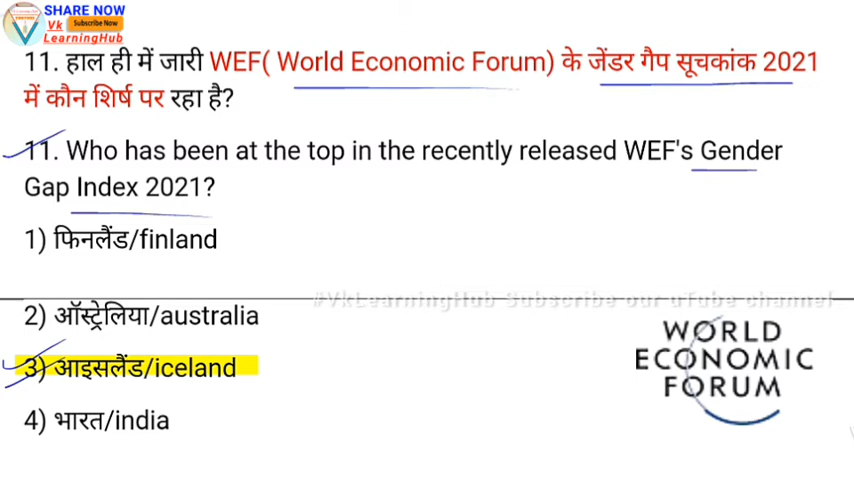 SHARE NOW
Vk Subscribe Now
LearningHub
11. हाल ही में जारी WEF( World Economic Forum) के जेंडर गैप सूचकांक 2021
में कौन शिर्ष पर रहा है?
11. Who has been at the top in the recently released WEF's Gender
Gap Index 2021?
1) फिनलैंड/finland
#VkLearningHub Subscribe our uTube channel
2) ऑस्ट्रेलिया/australia
3) आइसलैंड/iceland
4) भारत/india
WORLD
ECONOMIC
FORUM